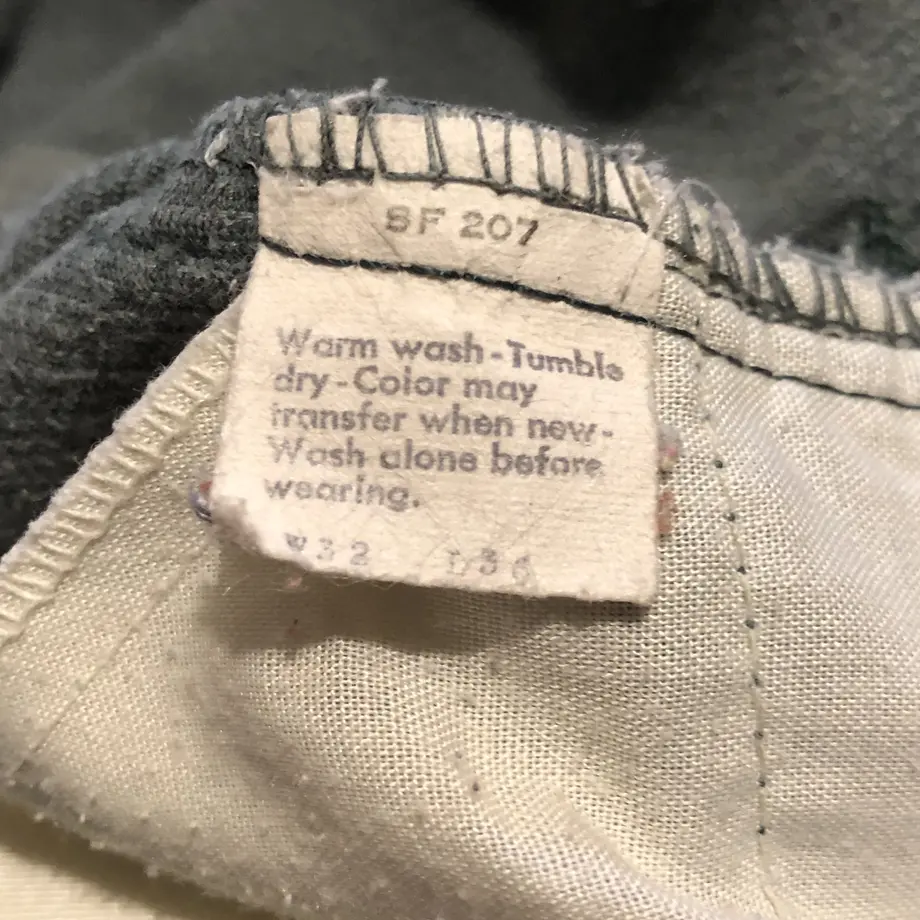 SF 207
Warm wash-Tumble
dry-Color may
transfer when new-
Wash alone before
wearing.
W32 L36